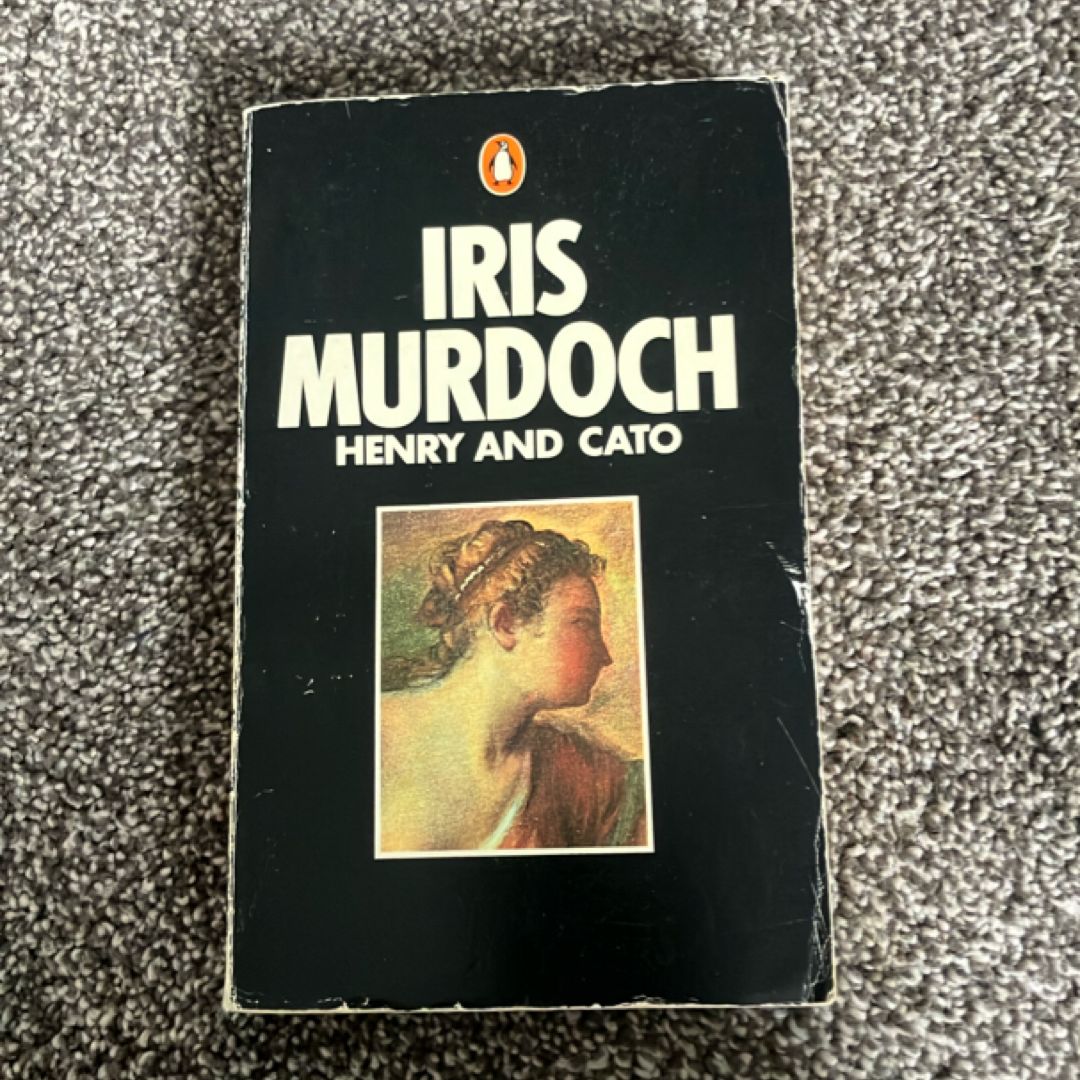 IRIS
MURDOCH
HENRY AND CATO